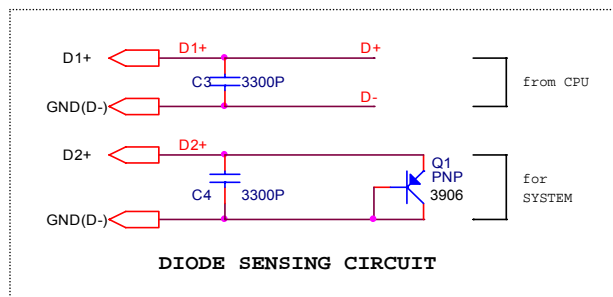 D1+ D1+ D+
C3 3300P
from CPU
GND(D-) D-
D2+ D2+
Q1
PNP
3906
C4 3300P
for
SYSTEM
GND(D-)
DIODE SENSING CIRCUIT